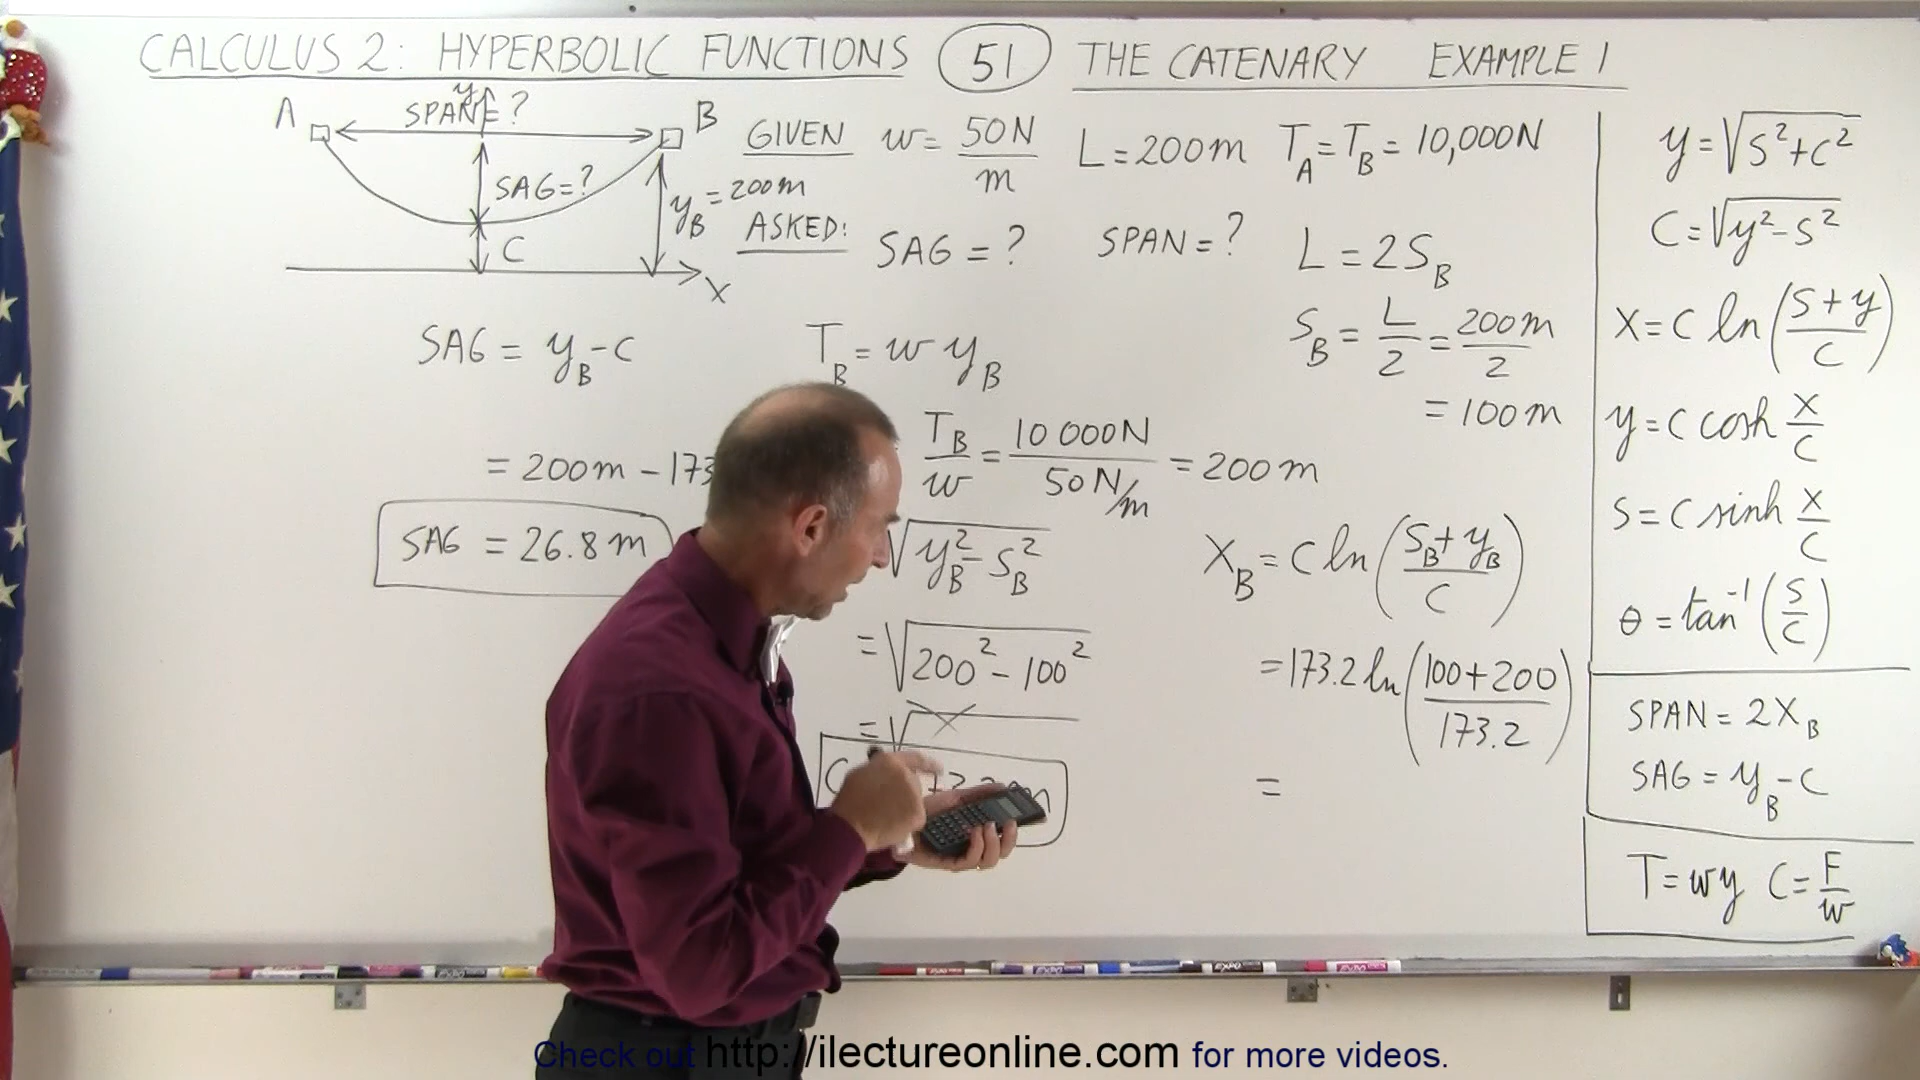 CALCULUS 2: HYPERBOLIC FUNCTIONS 51 THE CATENARY EXAMPLE 1
y
A SPAN = ? B
SAG = ?
y_B = 200m
C
X
GIVEN w = 50N/m L = 200m T_A = T_B = 10,000N
ASKED: SAG = ? SPAN = ?
L = 2S_B
S_B = L/2 = 200m/2
= 100m
SAG = y_B - C
= 200m - 173
SAG = 26.8m
T_B = w y_B
T_B/w = 10 000N/50 N/m = 200m
√(y_B² - S_B²)
= √(200² - 100²)
= √
C
X_B = C ln((S_B + y_B)/C)
= 173.2 ln((100 + 200)/173.2)
=
y = √(S² + C²)
C = √(y² - S²)
X = C ln((S + y)/C)
y = C cosh X/C
S = C sinh X/C
θ = tan⁻¹(S/C)
SPAN = 2X_B
SAG = y_B - C
T = wy C = F/w
EXPO
Check out http://ilectureonline.com for more videos.